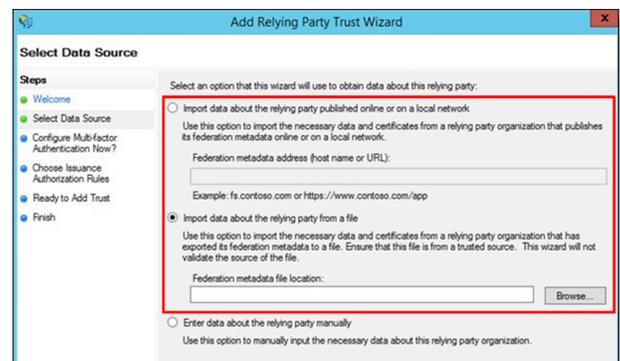 Add Relying Party Trust Wizard
x
Select Data Source
Steps
Welcome
Select Data Source
Configure Multi-factor
Authentication Now?
Choose Issuance
Authorization Rules
Ready to Add Trust
Finish
Select an option that this wizard will use to obtain data about this relying party:
Import data about the relying party published online or on a local network
Use this option to import the necessary data and certificates from a relying party organization that publishes
its federation metadata online or on a local network.
Federation metadata address (host name or URL):
Example: fs.contoso.com or https://www.contoso.com/app
Import data about the relying party from a file
Use this option to import the necessary data and certificates from a relying party organization that has
exported its federation metadata to a file. Ensure that this file is from a trusted source. This wizard will not
validate the source of the file.
Federation metadata file location:
Browse...
Enter data about the relying party manually
Use this option to manually input the necessary data about this relying party organization.